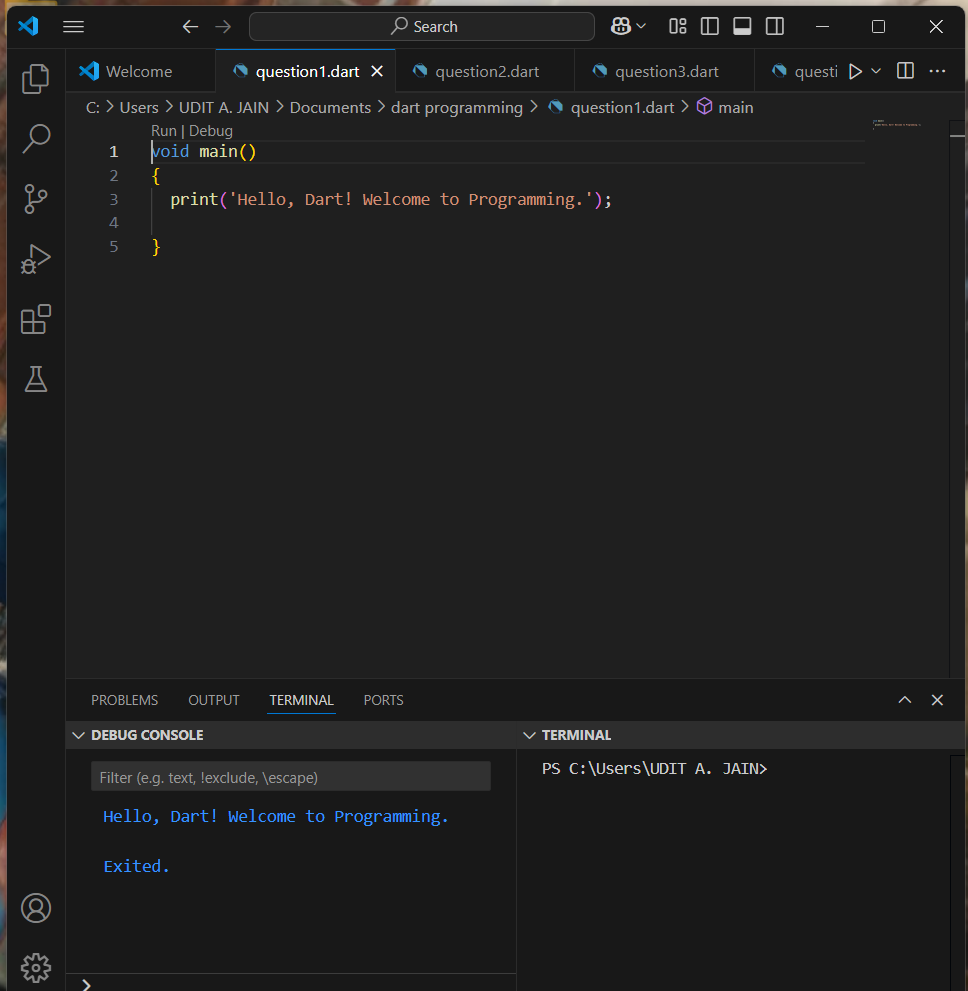 Search
Welcome question1.dart question2.dart question3.dart questi
C: > Users > UDIT A. JAIN > Documents > dart programming > question1.dart > main
Run | Debug
1 void main()
2 {
3 print('Hello, Dart! Welcome to Programming.');
4
5 }
PROBLEMS OUTPUT TERMINAL PORTS
DEBUG CONSOLE
Filter (e.g. text, !exclude, \escape)
Hello, Dart! Welcome to Programming.
Exited.
TERMINAL
PS C:\Users\UDIT A. JAIN>